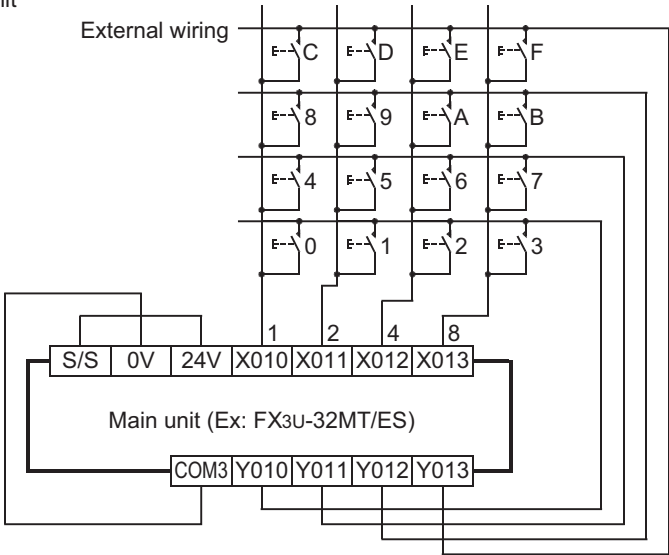 External wiring
C D E F
8 9 A B
4 5 6 7
0 1 2 3
1 2 4 8
S/S 0V 24V X010 X011 X012 X013
Main unit (Ex: FX3U-32MT/ES)
COM3 Y010 Y011 Y012 Y013